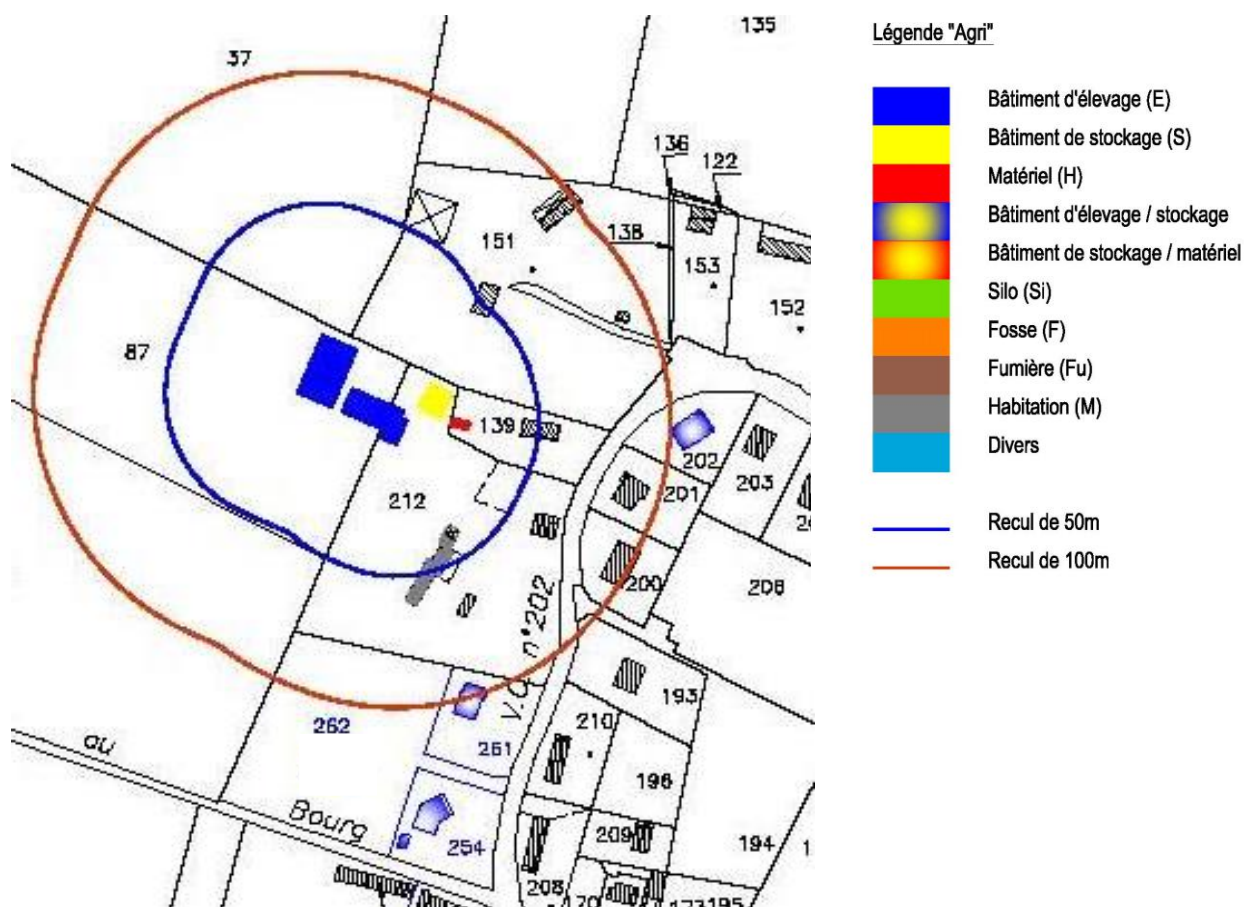 135
37
Légende "Agri"
Bâtiment d'élevage (E)
Bâtiment de stockage (S)
Matériel (H)
Bâtiment d'élevage / stockage
Bâtiment de stockage / matériel
Silo (Si)
Fosse (F)
Fumière (Fu)
Habitation (M)
Divers
Recul de 50m
Recul de 100m
136
122
138
151
153
152
87
139
202
203
201
212
200
208
V.C. n°202
193
262
210
261
196
au
Bourg
254
209
194
208
195